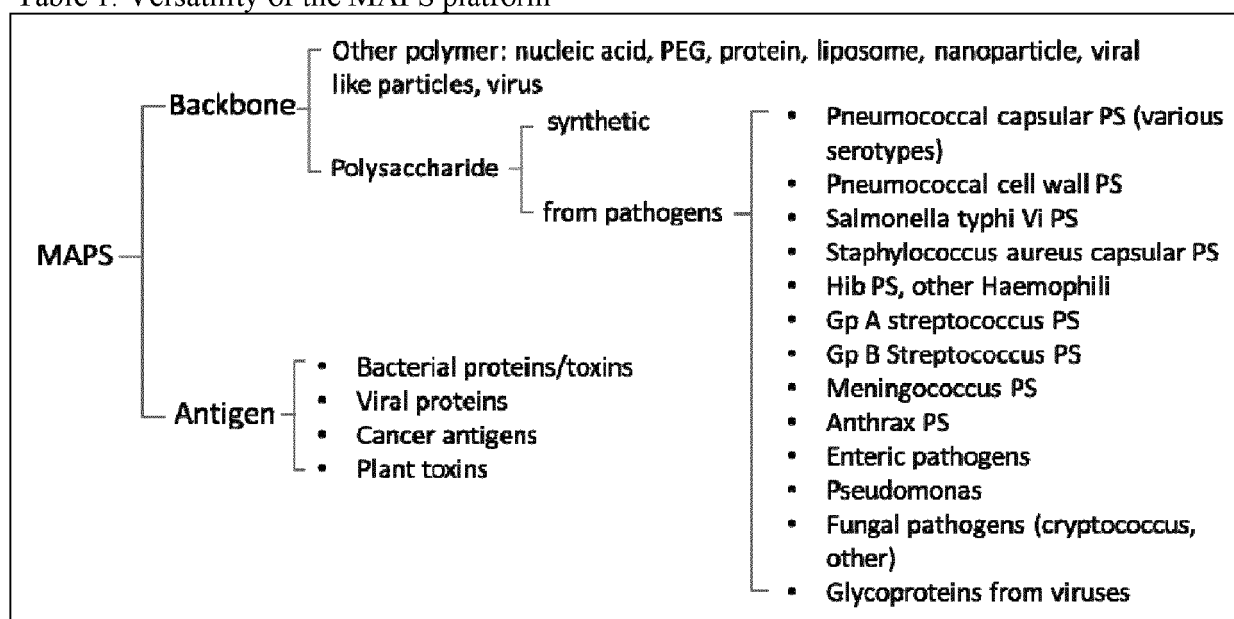 Table 1: Versatility of the MAPS platform
Other polymer: nucleic acid, PEG, protein, liposome, nanoparticle, viral
like particles, virus
Backbone
synthetic
Polysaccharide
from pathogens
• Pneumococcal capsular PS (various
serotypes)
• Pneumococcal cell wall PS
• Salmonella typhi Vi PS
• Staphylococcus aureus capsular PS
• Hib PS, other Haemophili
• Gp A streptococcus PS
• Gp B Streptococcus PS
• Meningococcus PS
• Anthrax PS
• Enteric pathogens
• Pseudomonas
• Fungal pathogens (cryptococcus,
other)
• Glycoproteins from viruses
MAPS
Antigen
• Bacterial proteins/toxins
• Viral proteins
• Cancer antigens
• Plant toxins